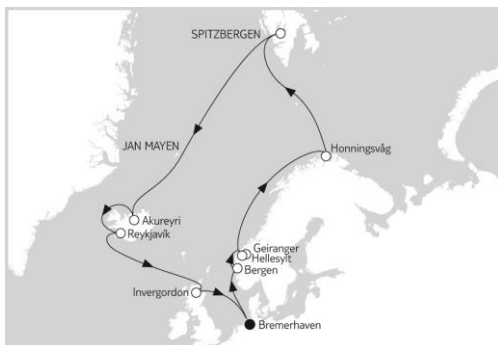 SPITZBERGEN
JAN MAYEN
Honningsvåg
Akureyri
Reykjavík
Geiranger
Hellesylt
Bergen
Invergordon
Bremerhaven